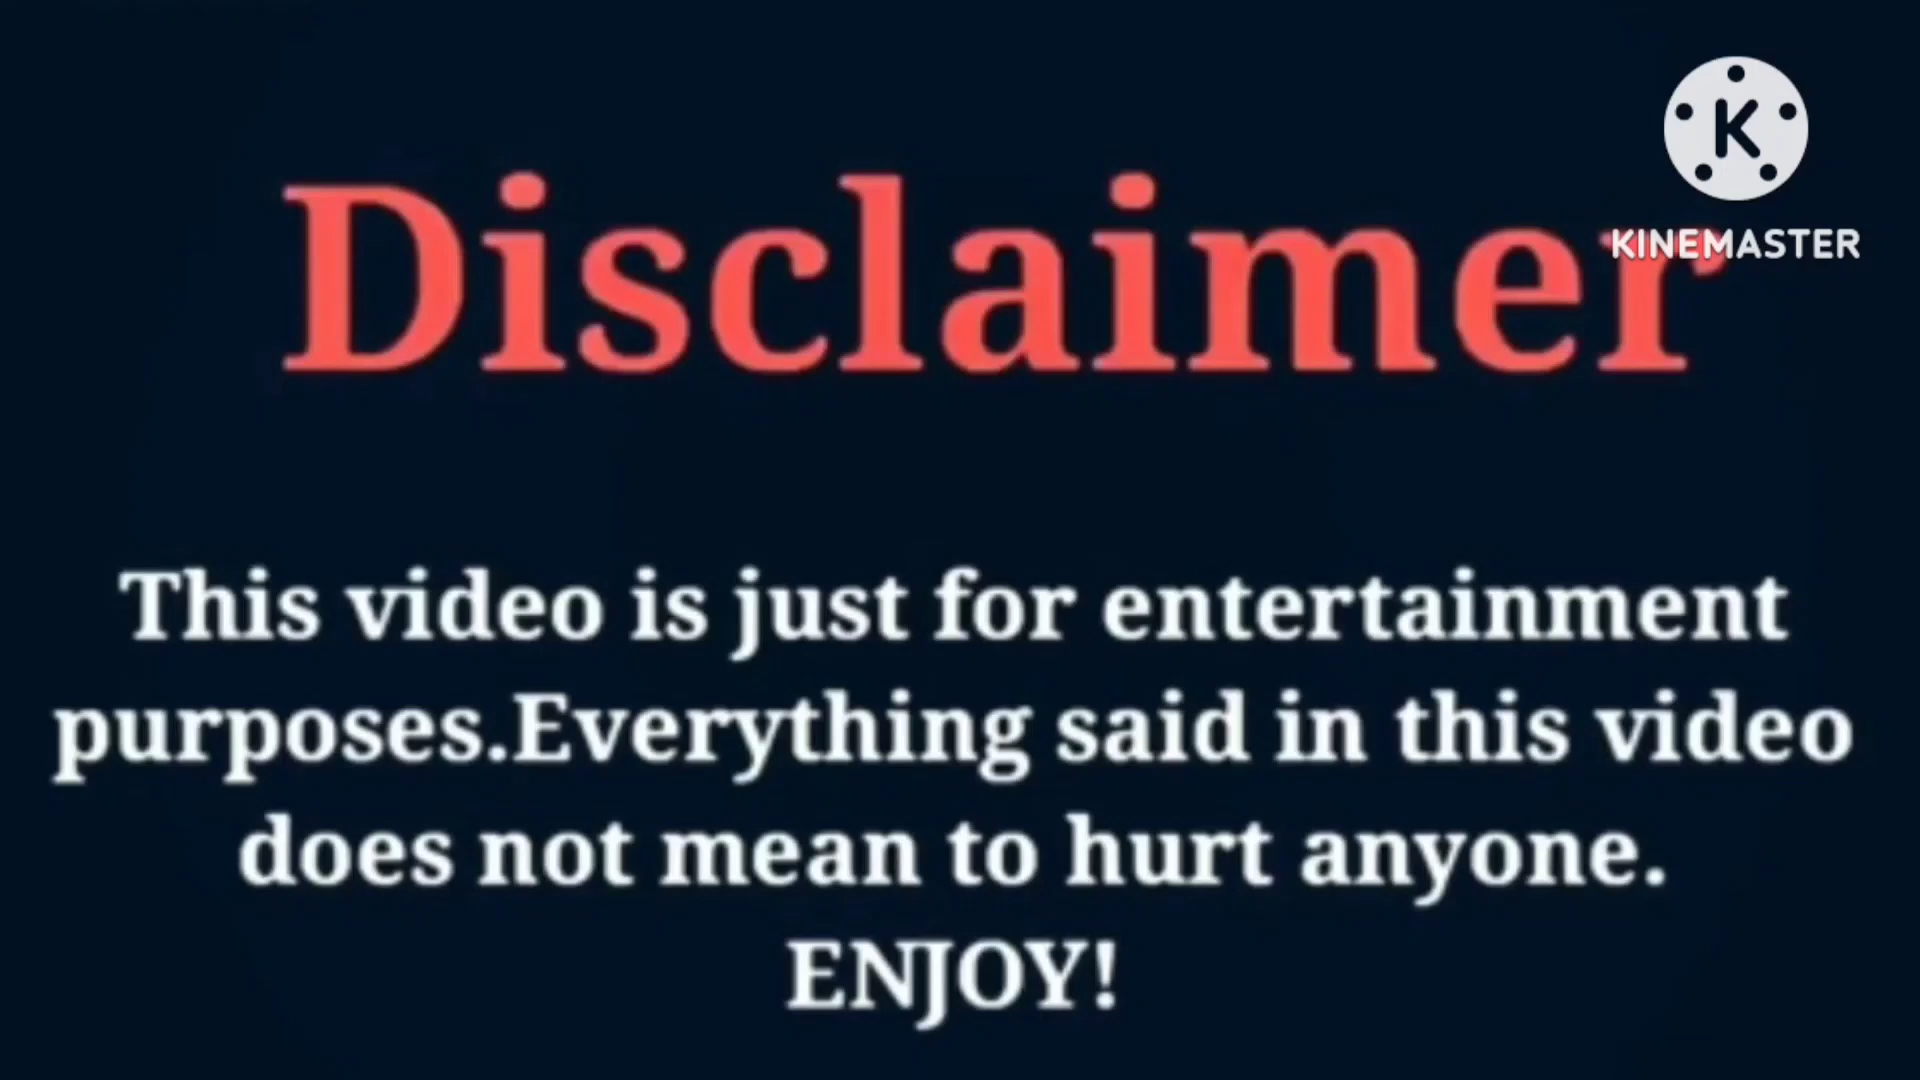 K
KINEMASTER
Disclaimer
This video is just for entertainment
purposes.Everything said in this video
does not mean to hurt anyone.
ENJOY!